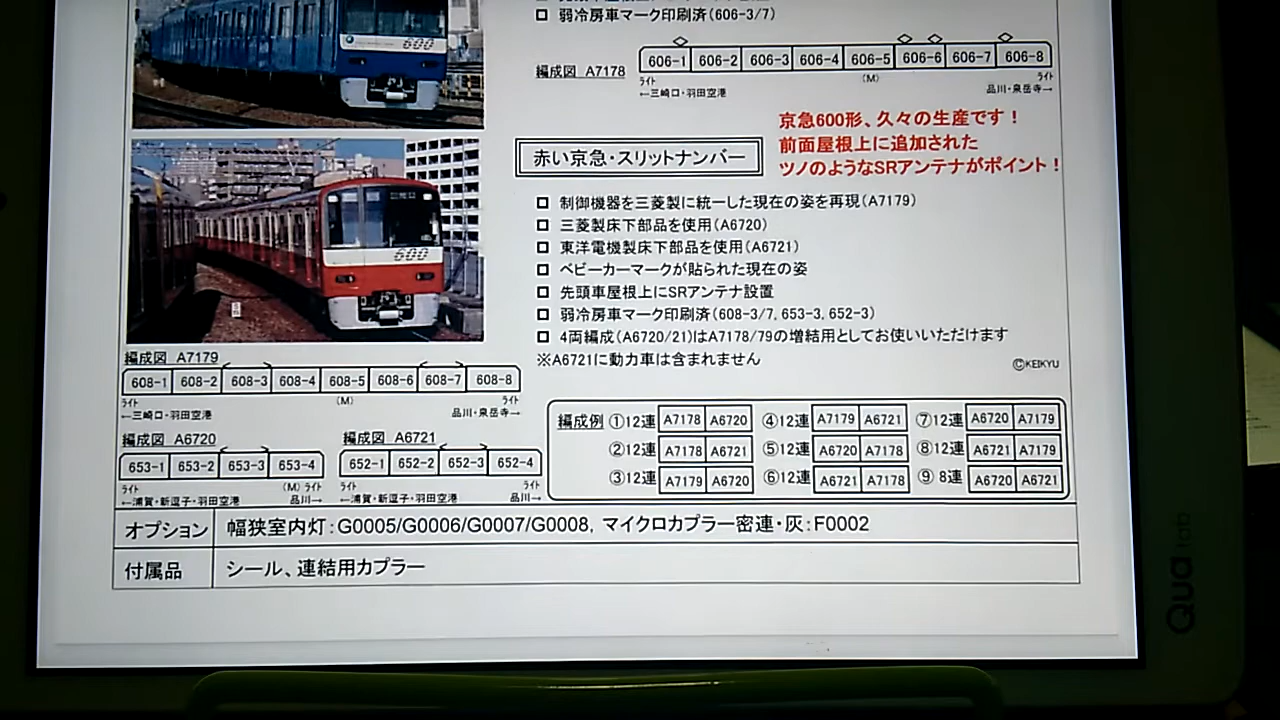 □ 弱冷房車マーク印刷済(606-3/7)
606-1 606-2 606-3 606-4 606-5 606-6 606-7 606-8
編成図 A7178
ライト (M) ライト
←三崎口・羽田空港 品川・泉岳寺→
京急600形、久々の生産です！
前面屋根上に追加された
ツノのようなSRアンテナがポイント！
赤い京急・スリットナンバー
□ 制御機器を三菱製に統一した現在の姿を再現(A7179)
□ 三菱製床下部品を使用(A6720)
□ 東洋電機製床下部品を使用(A6721)
□ ベビーカーマークが貼られた現在の姿
□ 先頭車屋根上にSRアンテナ設置
□ 弱冷房車マーク印刷済(608-3/7, 653-3, 652-3)
□ 4両編成(A6720/21)はA7178/79の増結用としてお使いいただけます
※A6721に動力車は含まれません
©KEIKYU
600
600
編成図 A7179
608-1 608-2 608-3 608-4 608-5 608-6 608-7 608-8
ライト (M) ライト
←三崎口・羽田空港 品川・泉岳寺→
編成図 A6720
653-1 653-2 653-3 653-4
ライト (M) ライト
←浦賀・新逗子・羽田空港 品川→
編成図 A6721
652-1 652-2 652-3 652-4
ライト ライト
←浦賀・新逗子・羽田空港 品川→
編成例 ①12連 A7178 A6720 ④12連 A7179 A6721 ⑦12連 A6720 A7179
②12連 A7178 A6721 ⑤12連 A6720 A7178 ⑧12連 A6721 A7179
③12連 A7179 A6720 ⑥12連 A6721 A7178 ⑨ 8連 A6720 A6721
オプション 幅狭室内灯:G0005/G0006/G0007/G0008, マイクロカプラー密連・灰:F0002
付属品 シール、連結用カプラー
Qua tab